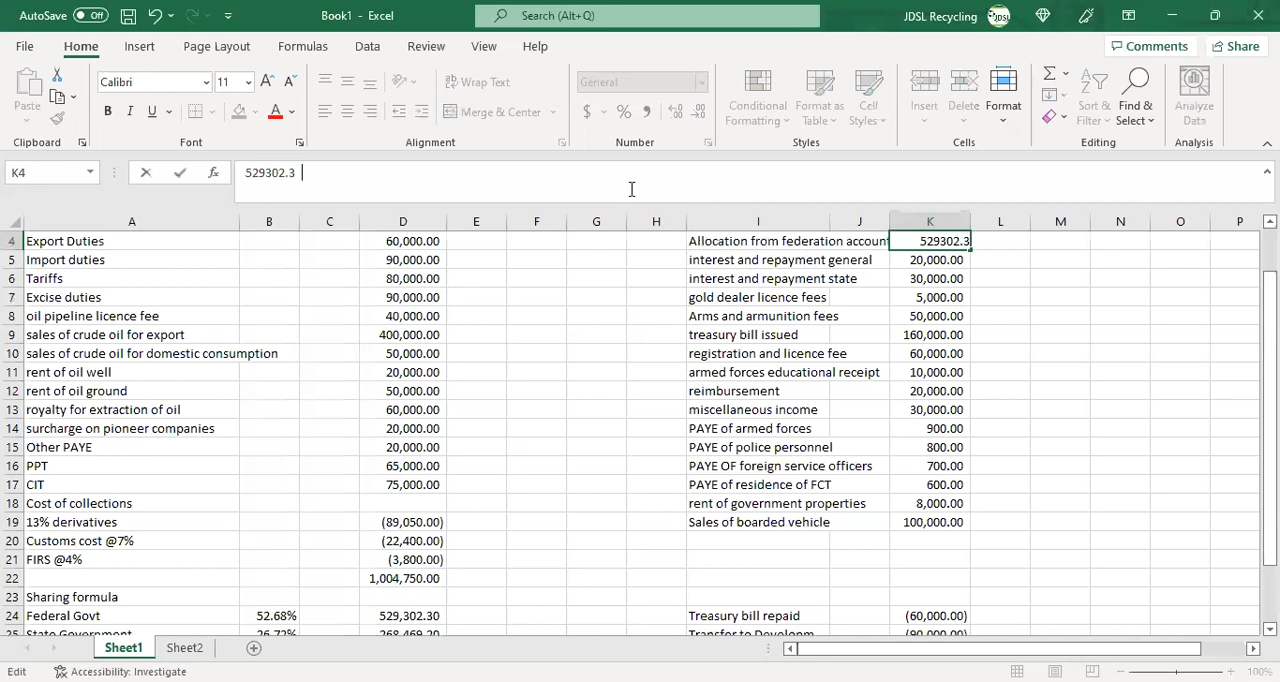 AutoSave Off Book1 - Excel Search (Alt+Q) JDSL Recycling
File Home Insert Page Layout Formulas Data Review View Help Comments Share
Calibri 11 Wrap Text General
Paste B I U Merge & Center $ % Conditional Formatting Format as Table Cell Styles Insert Delete Format Sort & Filter Find & Select Analyze Data
Clipboard Font Alignment Number Styles Cells Editing Analysis
K4 fx 529302.3
A B C D E F G H I J K L M N O P
4 Export Duties 60,000.00 Allocation from federation account 529302.3
5 Import duties 90,000.00 interest and repayment general 20,000.00
6 Tariffs 80,000.00 interest and repayment state 30,000.00
7 Excise duties 90,000.00 gold dealer licence fees 5,000.00
8 oil pipeline licence fee 40,000.00 Arms and armunition fees 50,000.00
9 sales of crude oil for export 400,000.00 treasury bill issued 160,000.00
10 sales of crude oil for domestic consumption 50,000.00 registration and licence fee 60,000.00
11 rent of oil well 20,000.00 armed forces educational receipt 10,000.00
12 rent of oil ground 50,000.00 reimbursement 20,000.00
13 royalty for extraction of oil 60,000.00 miscellaneous income 30,000.00
14 surcharge on pioneer companies 20,000.00 PAYE of armed forces 900.00
15 Other PAYE 20,000.00 PAYE of police personnel 800.00
16 PPT 65,000.00 PAYE OF foreign service officers 700.00
17 CIT 75,000.00 PAYE of residence of FCT 600.00
18 Cost of collections rent of government properties 8,000.00
19 13% derivatives (89,050.00) Sales of boarded vehicle 100,000.00
20 Customs cost @7% (22,400.00)
21 FIRS @4% (3,800.00)
22 1,004,750.00
23 Sharing formula
24 Federal Govt 52.68% 529,302.30 Treasury bill repaid (60,000.00)
25 State Government 26.72% 268,469.20 Transfer to Developm (90,000.00)
Sheet1 Sheet2
Edit Accessibility: Investigate 100%